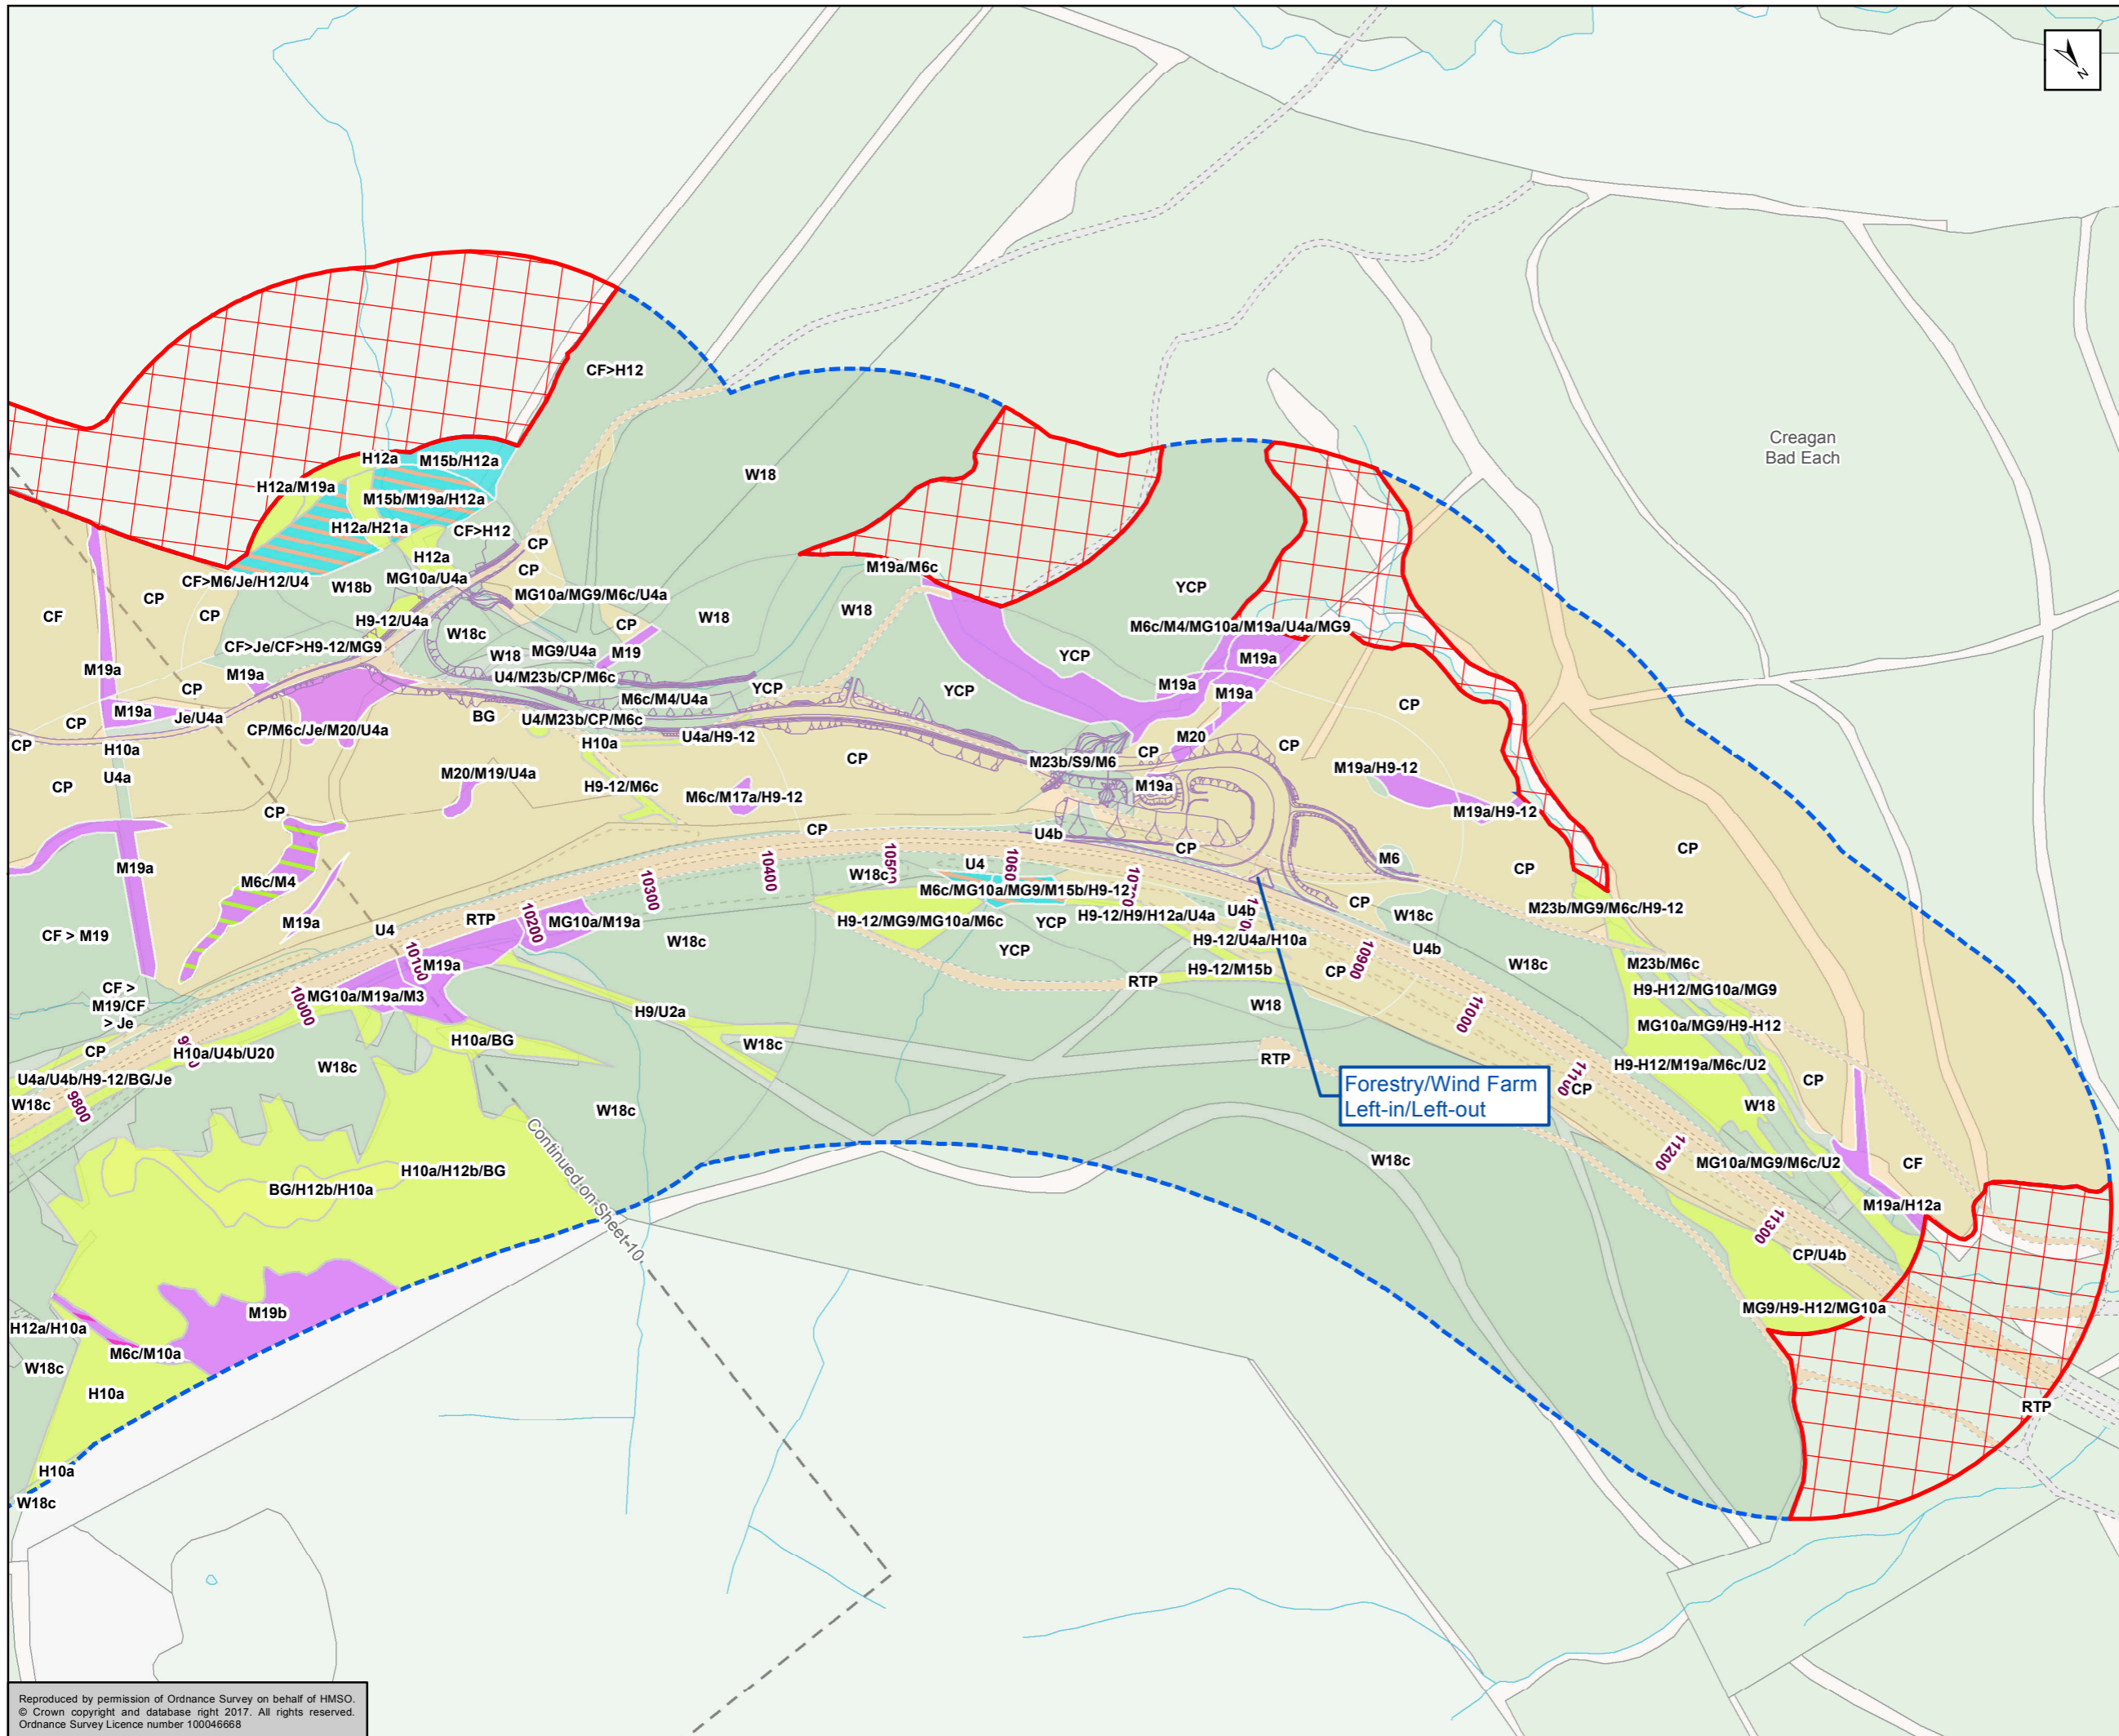 Creagan
Bad Each
CF>H12
W18
H12a
M15b/H12a
H12a/M19a
M15b/M19a/H12a
H12a/H21a
CF>H12
CP
H12a
CP
M19a/M6c
CF>M6/Je/H12/U4
W18b
MG10a/U4a
MG10a/MG9/M6c/U4a
YCP
CP
CF
CP
H9-12/U4a
W18c
W18
W18
CP
M6c/M4/MG10a/M19a/U4a/MG9
CF>Je/CF>H9-12/MG9
W18
MG9/U4a
M19
YCP
M19a
M19a
M19a
U4/M23b/CP/M6c
CP
M6c/M4/U4a
YCP
YCP
M19a
M19a
CP
M19a
Je/U4a
BG
U4/M23b/CP/M6c
CP
CP/M6c/Je/M20/U4a
U4a/H9-12
M20
CP
H10a
H10a
CP
CP
CP
U4a
M20/M19/U4a
M23b/S9/M6
M19a/H9-12
CP
H9-12/M6c
M6c/M17a/H9-12
M19a
M19a/H9-12
CP
CP
U4b
CP
CP
M19a
M6c/M4
M6
CP
10400
10500
10600
U4
W18c
10300
M6c/MG10a/MG9/M15b/H9-12
M19a
RTP
MG10a/M19a
10200
H9-12/MG9/MG10a/M6c
YCP
H9-12/H9/H12a/U4a
U4b
CP
W18c
M23b/MG9/M6c/H9-12
CF > M19
U4
W18c
YCP
H9-12/U4a/H10a
U4b
10100
M19a
H9-12/M15b
CP
10900
W18c
M23b/M6c
CF >
M19/CF
> Je
MG10a/M19a/M3
10000
RTP
W18
H9-H12/MG10a/MG9
H9/U2a
11000
MG10a/MG9/H9-H12
CP
H10a/U4b/U20
H10a/BG
W18c
RTP
H9-H12/M19a/M6c/U2
U4a/U4b/H9-12/BG/Je
W18c
11100
CP
CP
W18c
9800
W18c
Forestry/Wind Farm
Left-in/Left-out
W18
11200
W18c
MG10a/MG9/M6c/U2
CF
H10a/H12b/BG
BG/H12b/H10a
M19a/H12a
Continued on Sheet 10
11300
CP/U4b
M19b
MG9/H9-H12/MG10a
H12a/H10a
M6c/M10a
W18c
H10a
RTP
H10a
W18c
N
Reproduced by permission of Ordnance Survey on behalf of HMSO.
© Crown copyright and database right 2017. All rights reserved.
Ordnance Survey Licence number 100046668